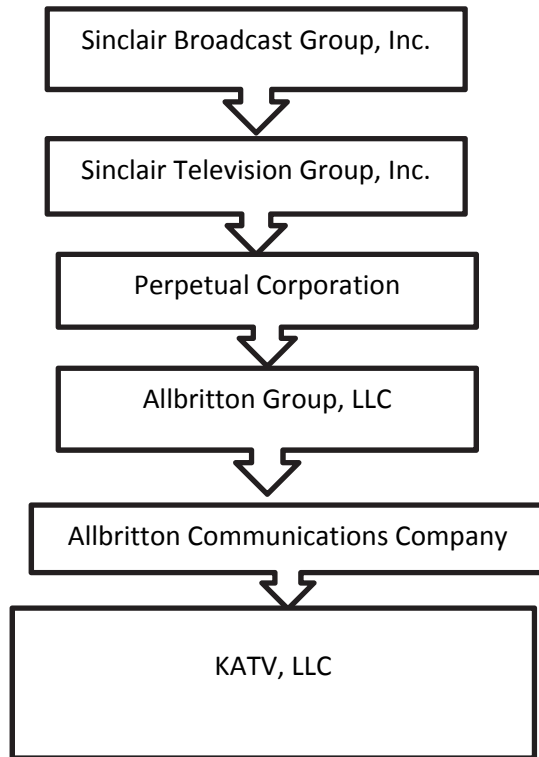 Sinclair Broadcast Group, Inc.
Sinclair Television Group, Inc.
Perpetual Corporation
Allbritton Group, LLC
Allbritton Communications Company
KATV, LLC